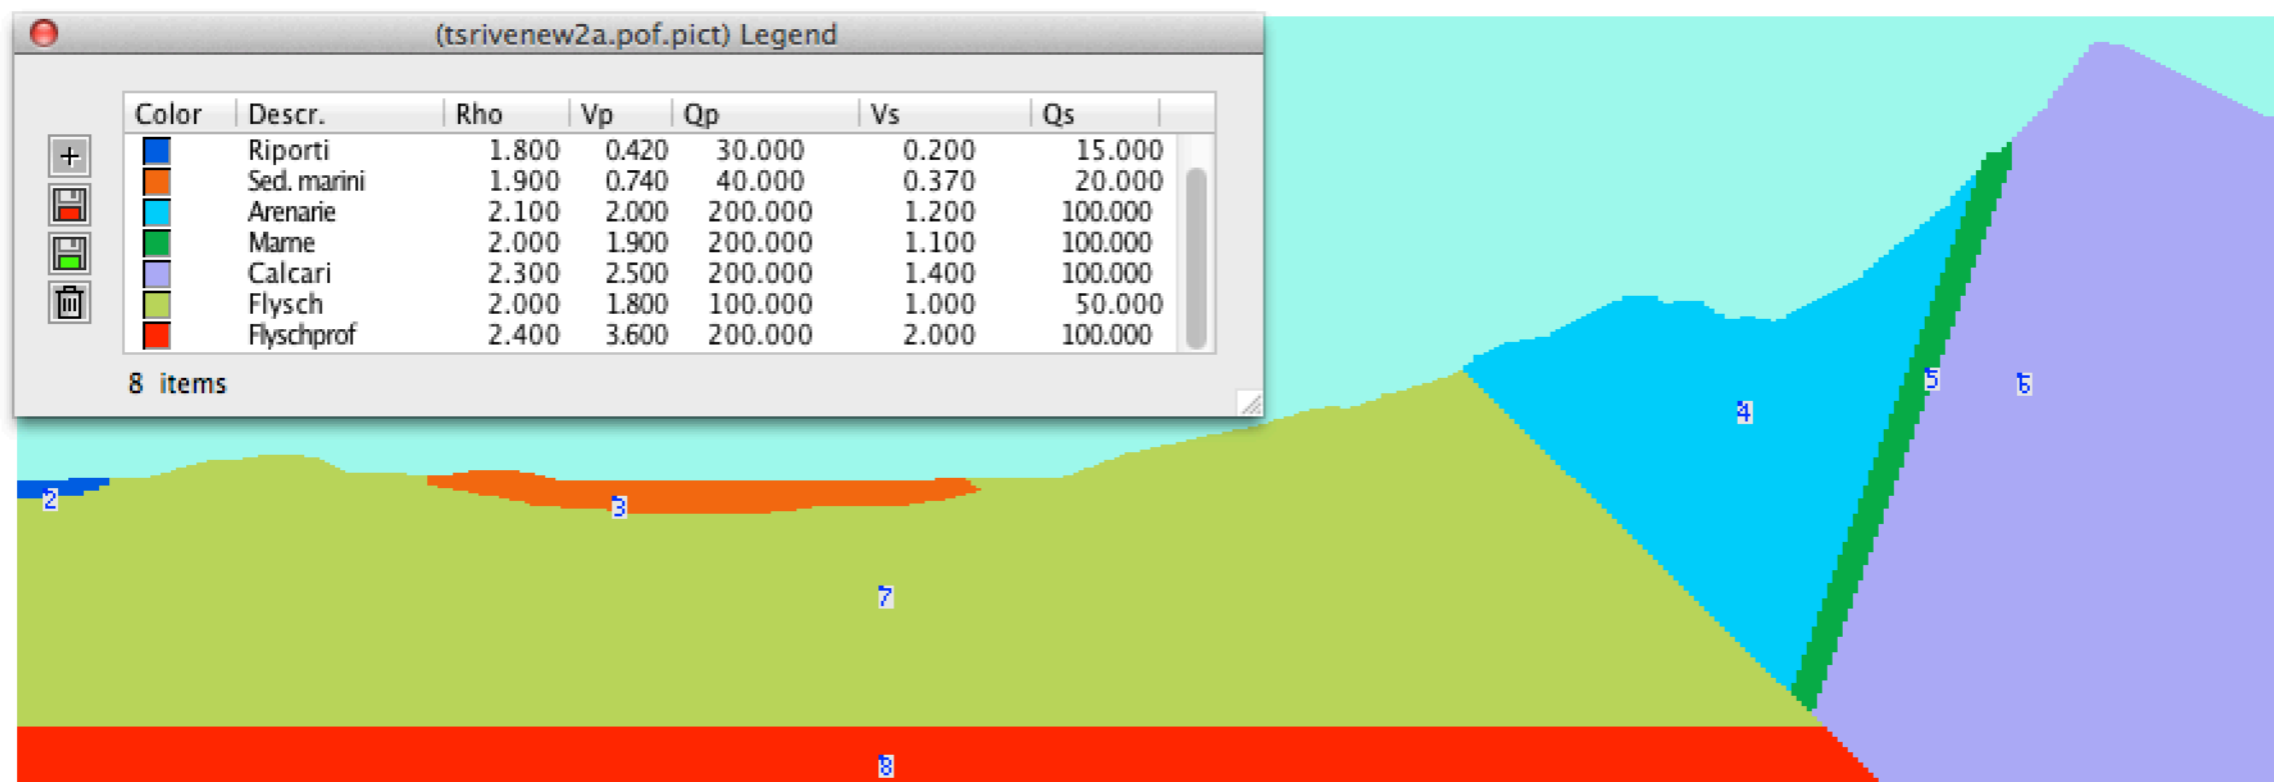 (tsrivenew2a.pof.pict) Legend
Color Descr. Rho Vp Qp Vs Qs
Riporti 1.800 0.420 30.000 0.200 15.000
Sed. marini 1.900 0.740 40.000 0.370 20.000
Arenarie 2.100 2.000 200.000 1.200 100.000
Marne 2.000 1.900 200.000 1.100 100.000
Calcari 2.300 2.500 200.000 1.400 100.000
Flysch 2.000 1.800 100.000 1.000 50.000
Flyschprof 2.400 3.600 200.000 2.000 100.000
8 items
5
6
4
2
3
7
8